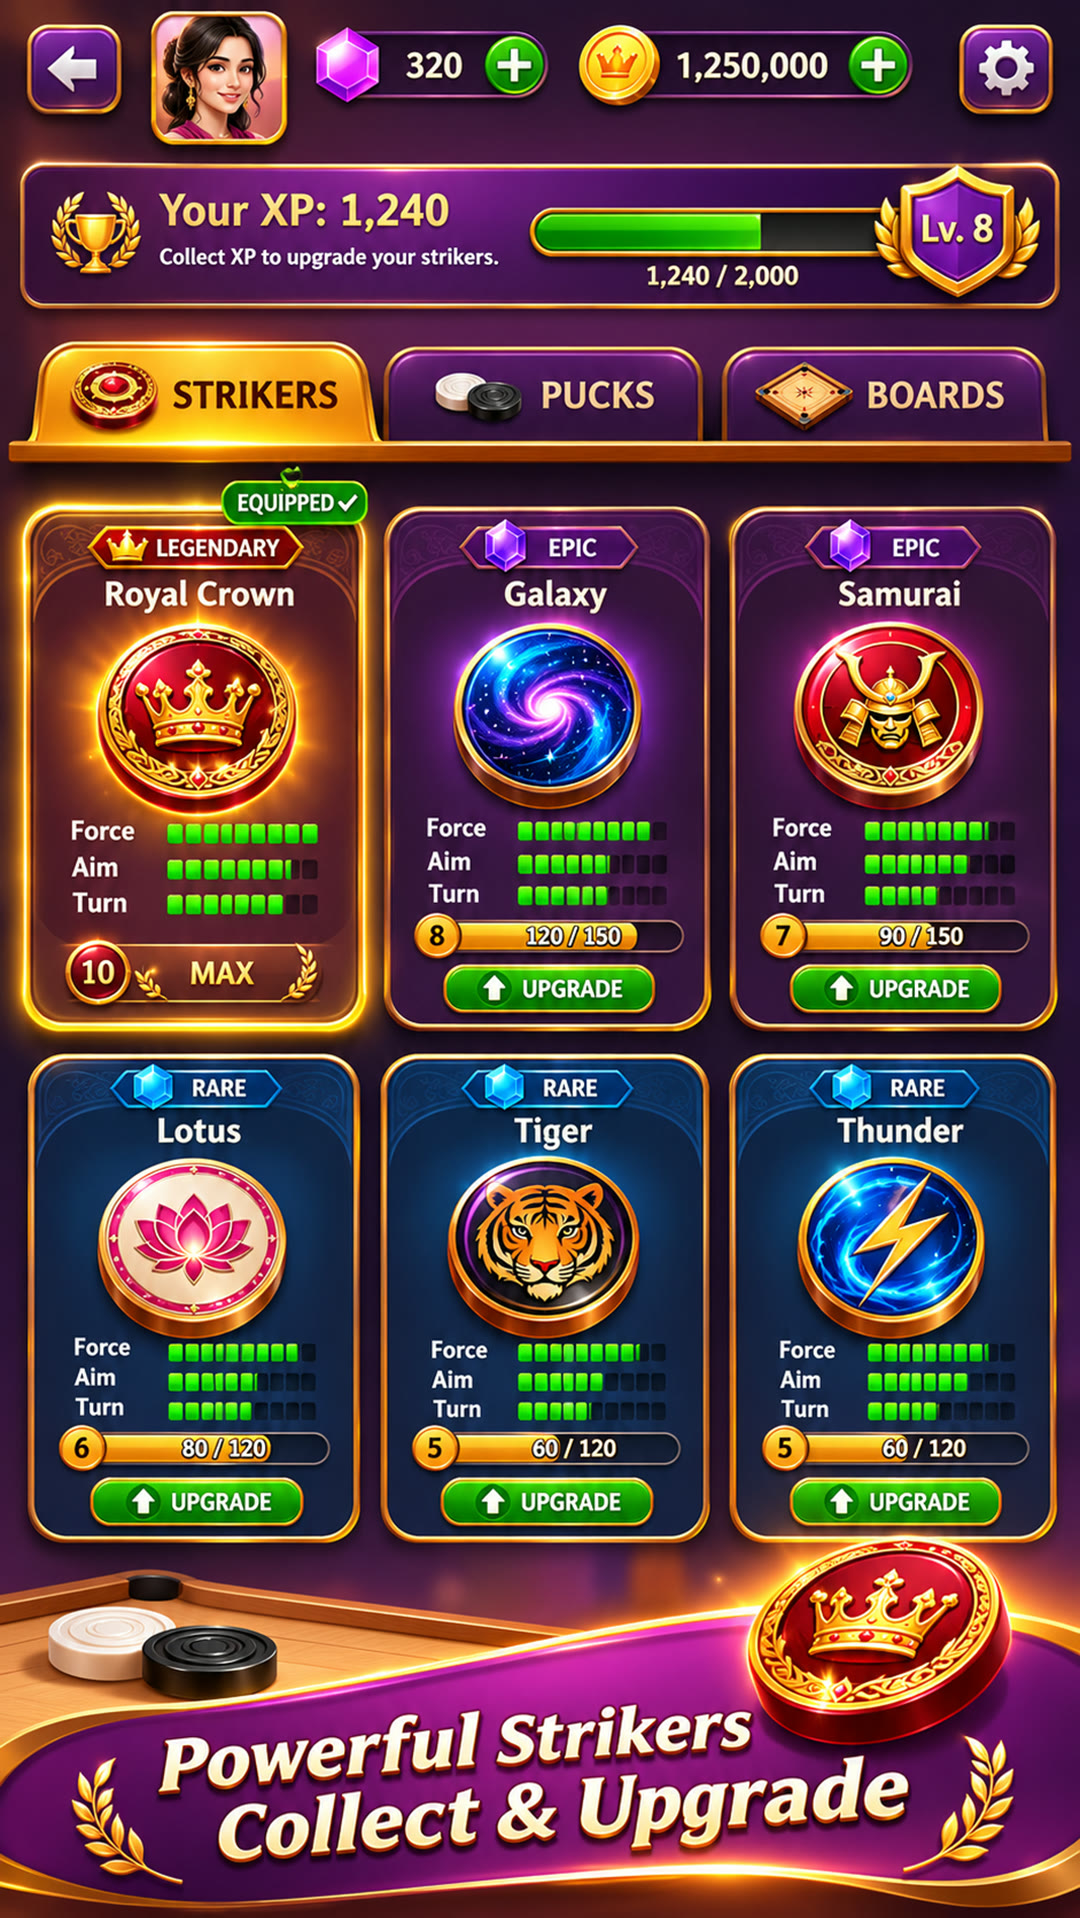 320
1,250,000
Your XP: 1,240
Collect XP to upgrade your strikers.
1,240 / 2,000
Lv. 8
STRIKERS
PUCKS
BOARDS
EQUIPPED
LEGENDARY
Royal Crown
Force
Aim
Turn
10
MAX
EPIC
Galaxy
Force
Aim
Turn
8
120 / 150
UPGRADE
EPIC
Samurai
Force
Aim
Turn
7
90 / 150
UPGRADE
RARE
Lotus
Force
Aim
Turn
6
80 / 120
UPGRADE
RARE
Tiger
Force
Aim
Turn
5
60 / 120
UPGRADE
RARE
Thunder
Force
Aim
Turn
5
60 / 120
UPGRADE
Powerful Strikers
Collect & Upgrade